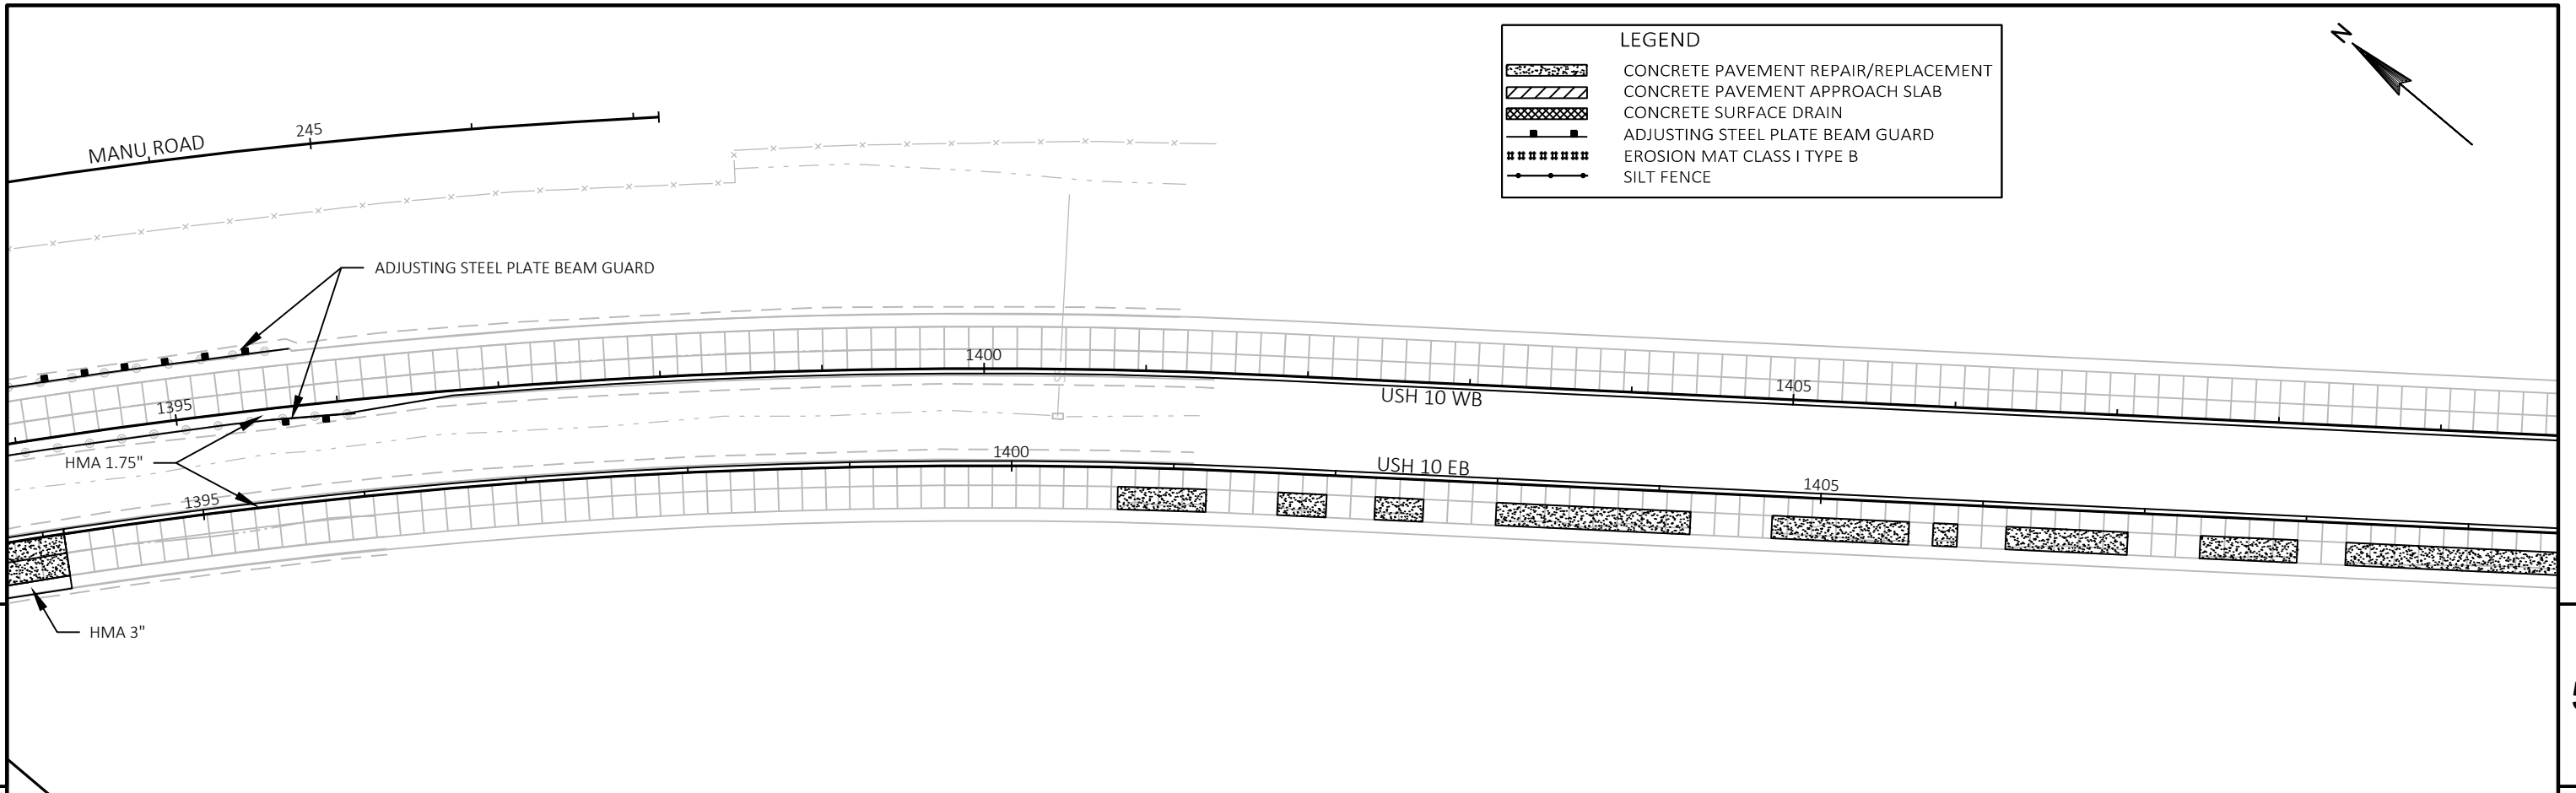 N
LEGEND
CONCRETE PAVEMENT REPAIR/REPLACEMENT
CONCRETE PAVEMENT APPROACH SLAB
CONCRETE SURFACE DRAIN
ADJUSTING STEEL PLATE BEAM GUARD
EROSION MAT CLASS I TYPE B
SILT FENCE
MANU ROAD
245
ADJUSTING STEEL PLATE BEAM GUARD
1395
1400
1405
USH 10 WB
HMA 1.75"
1395
1400
USH 10 EB
1405
HMA 3"